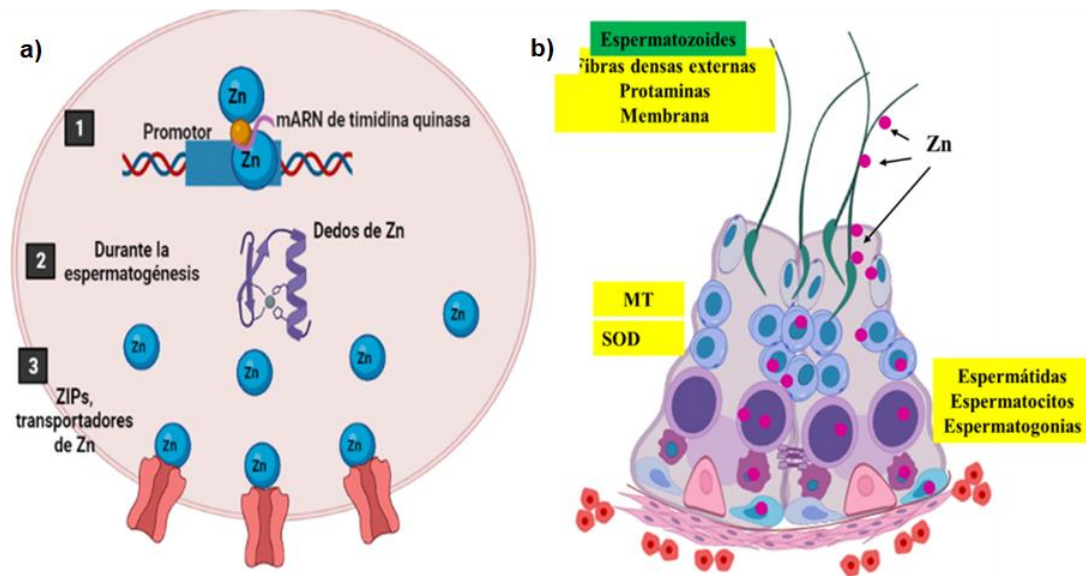 a)
Zn
1
Promotor
mARN de timidina quinasa
Zn
2
Durante la
espermatogénesis
Dedos de Zn
Zn
Zn
Zn
Zn
3
ZIPs,
transportadores
de Zn
Zn
Zn
Zn
b)
Espermatozoides
Fibras densas externas
Protaminas
Membrana
Zn
MT
SOD
Espermátidas
Espermatocitos
Espermatogonias